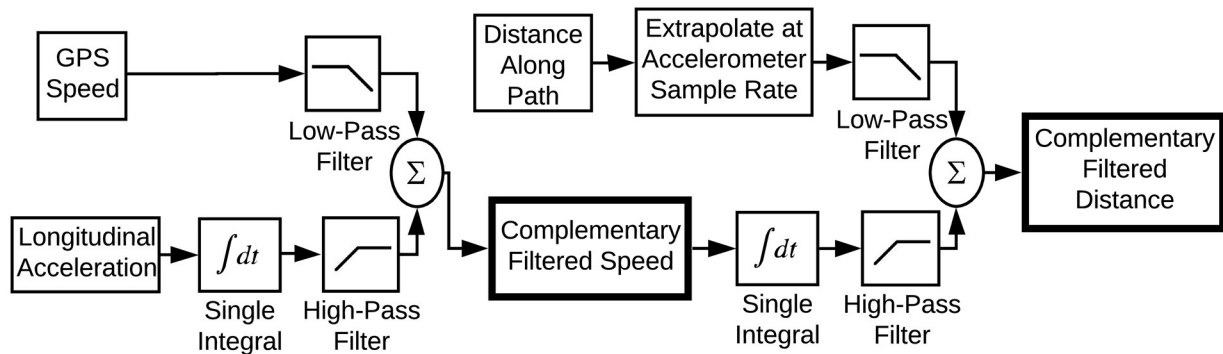 GPS
Speed
Low-Pass
Filter
Σ
Longitudinal
Acceleration
∫dt
Single
Integral
High-Pass
Filter
Complementary
Filtered Speed
Distance
Along
Path
Extrapolate at
Accelerometer
Sample Rate
Low-Pass
Filter
Σ
∫dt
Single
Integral
High-Pass
Filter
Complementary
Filtered
Distance